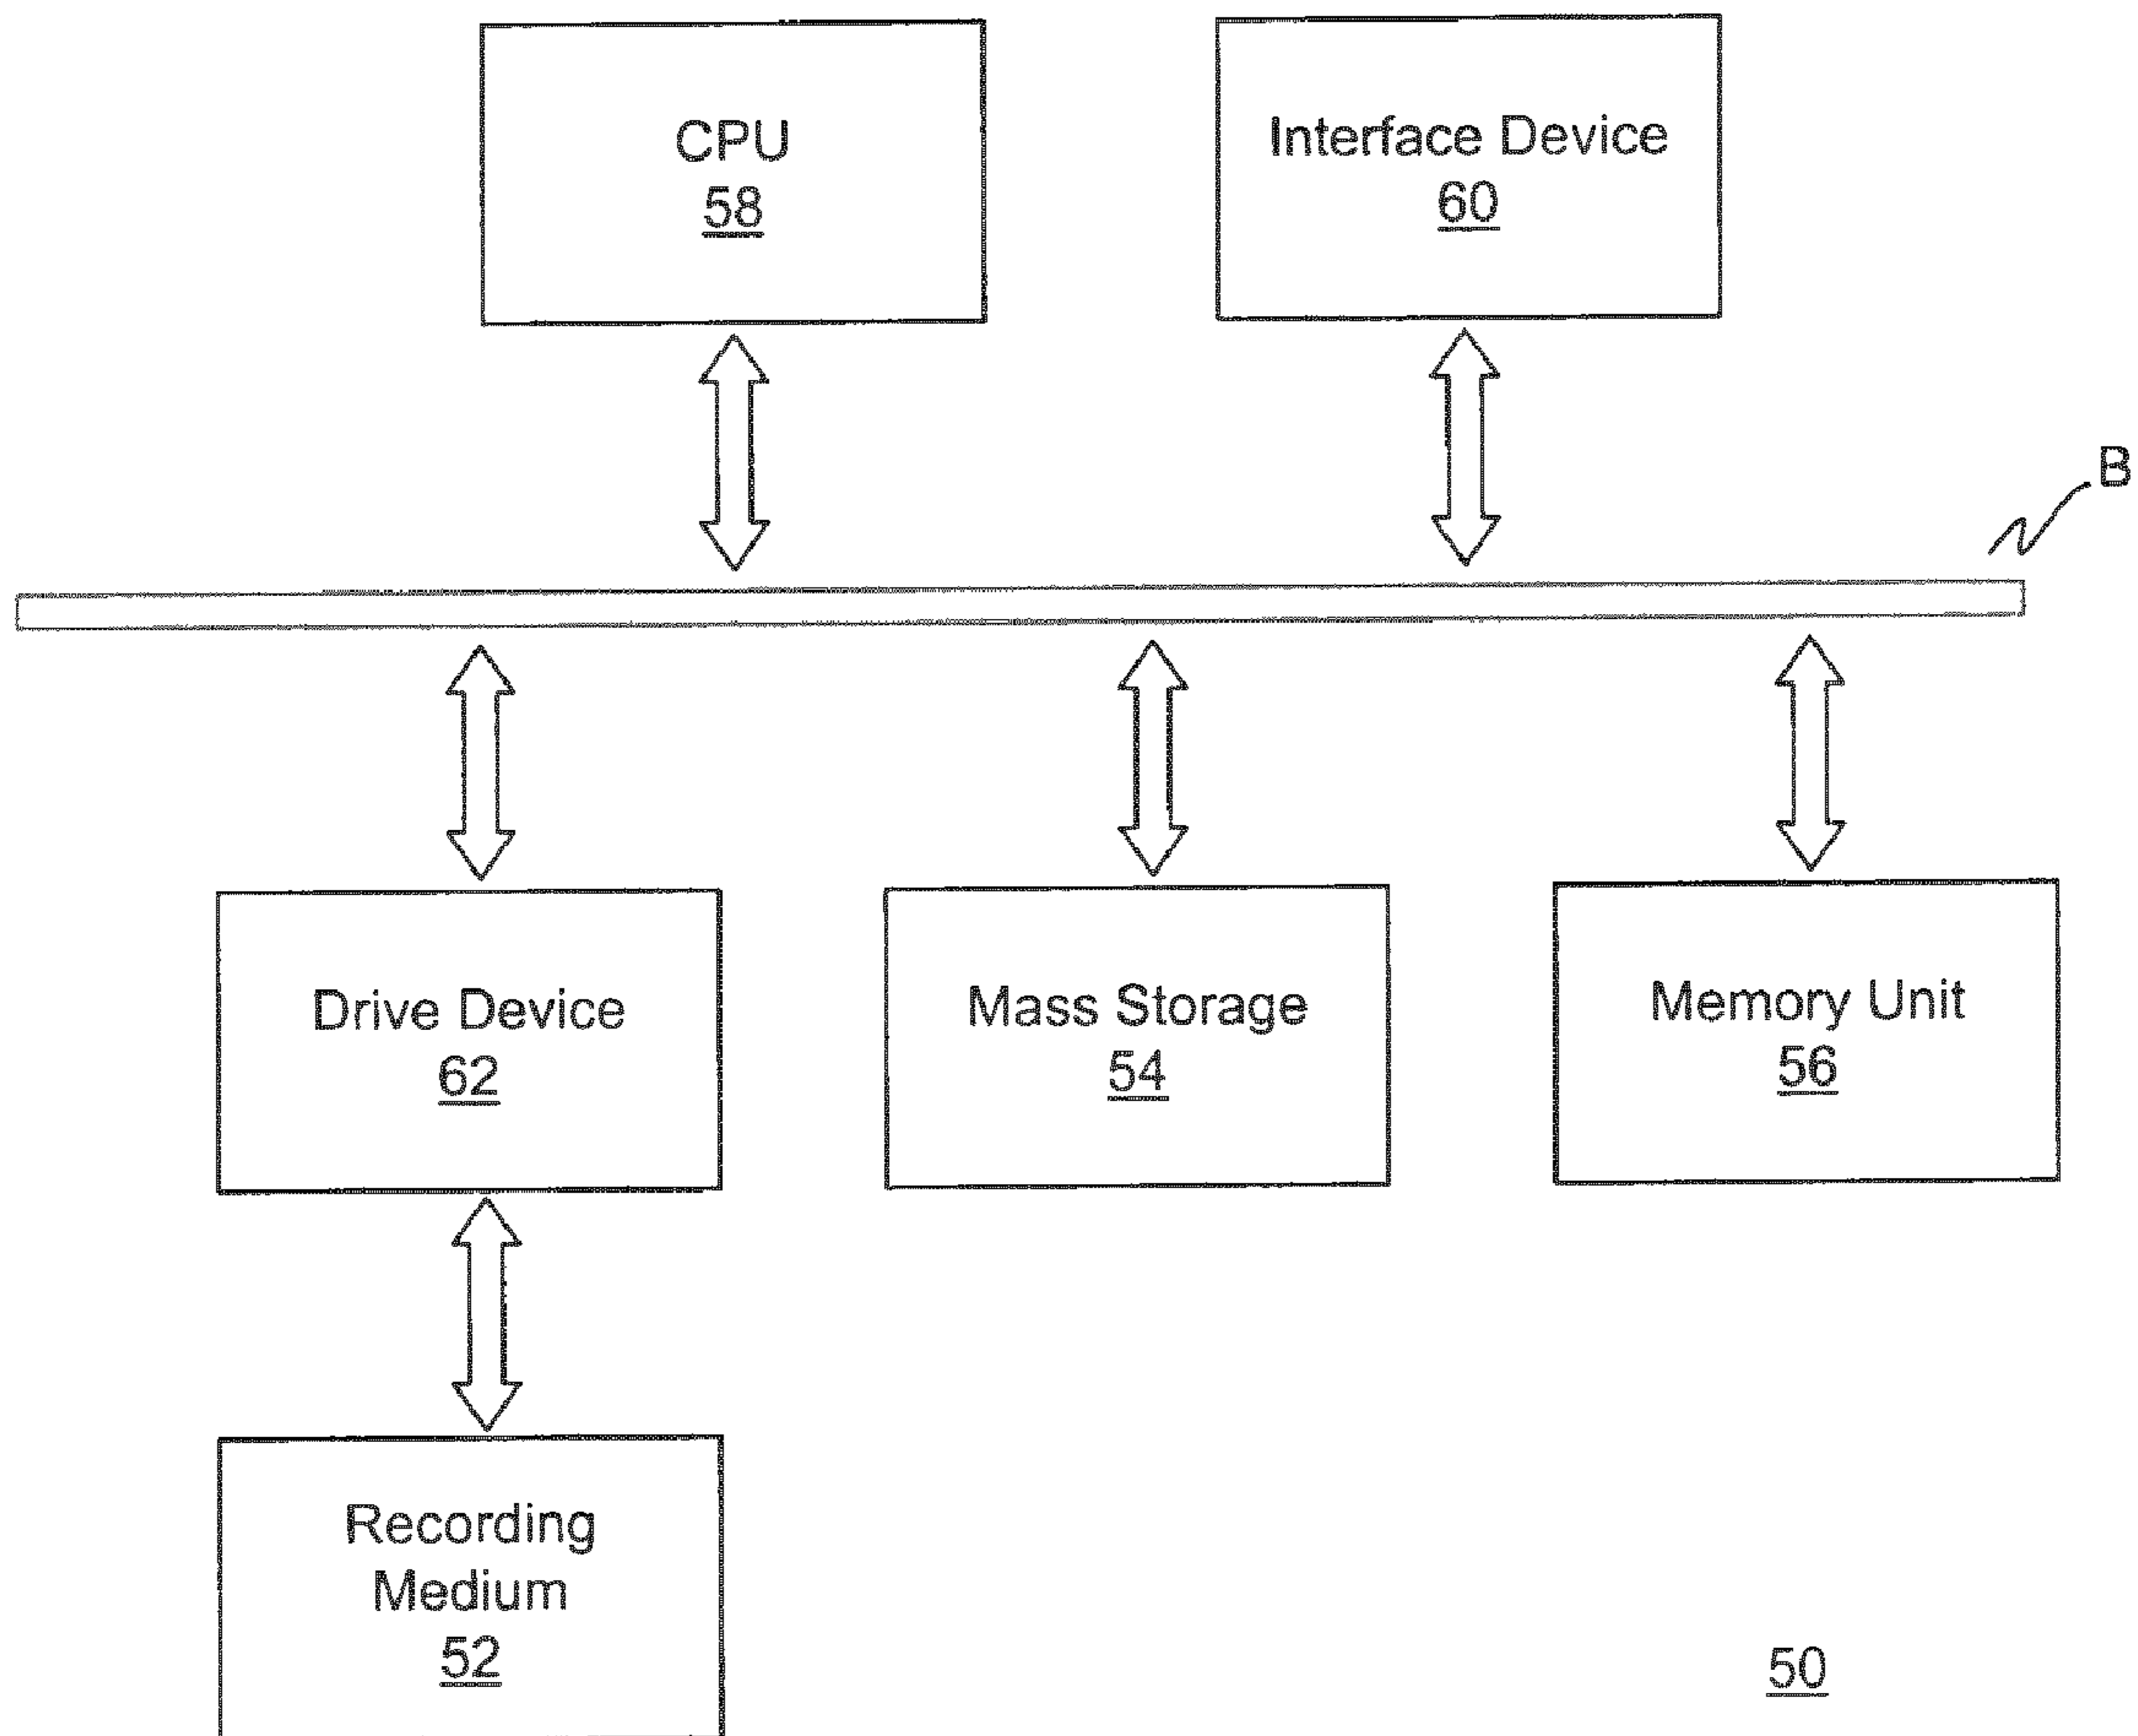 CPU
58
Interface Device
60
B
Drive Device
62
Mass Storage
54
Memory Unit
56
Recording
Medium
52
50